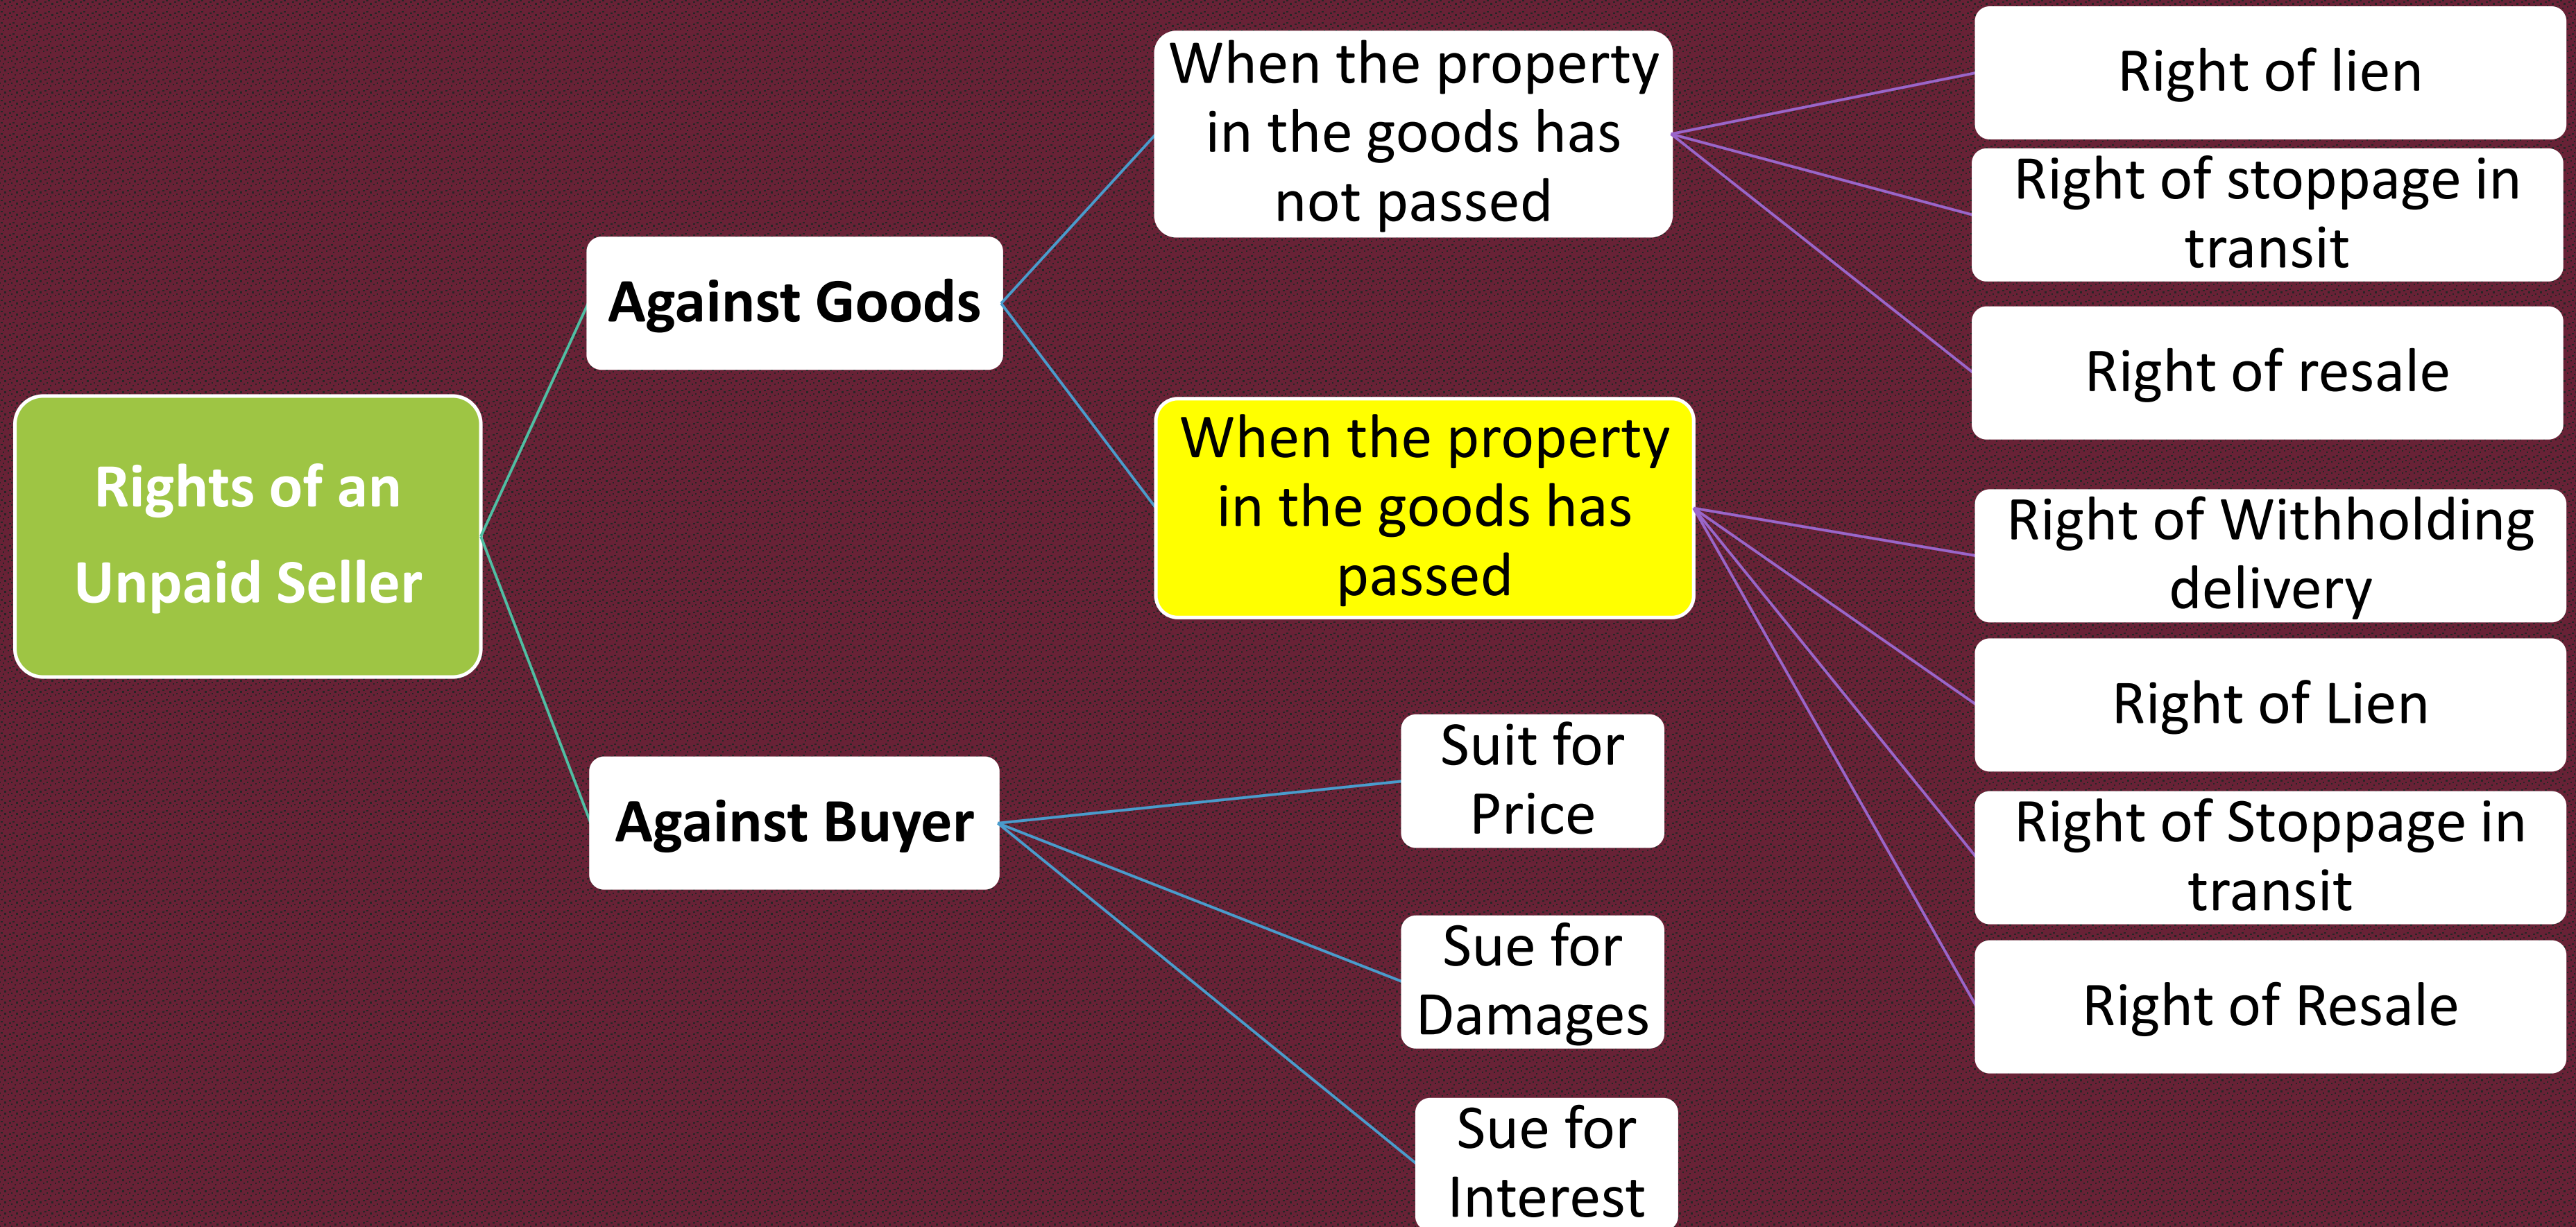 Rights of an
Unpaid Seller
Against Goods
When the property
in the goods has
not passed
Right of lien
Right of stoppage in
transit
Right of resale
When the property
in the goods has
passed
Right of Withholding
delivery
Right of Lien
Right of Stoppage in
transit
Right of Resale
Against Buyer
Suit for
Price
Sue for
Damages
Sue for
Interest